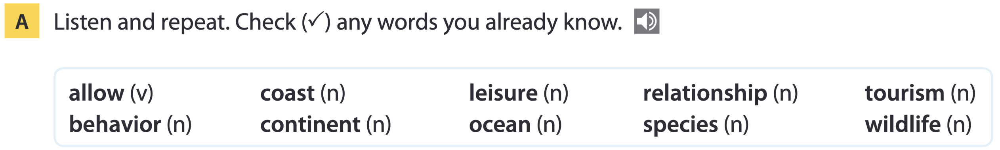 A Listen and repeat. Check (✓) any words you already know.
allow (v) coast (n) leisure (n) relationship (n) tourism (n)
behavior (n) continent (n) ocean (n) species (n) wildlife (n)